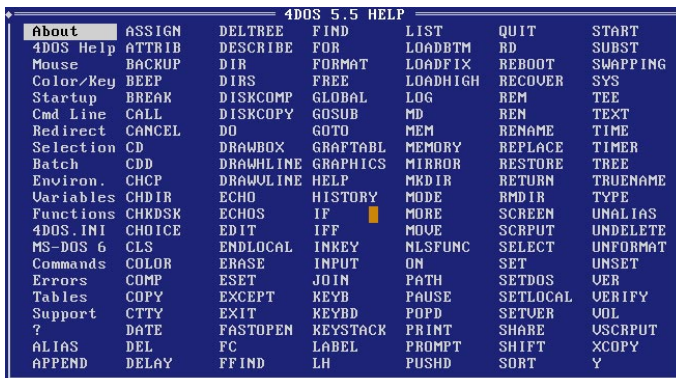 4DOS 5.5 HELP
About ASSIGN DELTREE FIND LIST QUIT START
4DOS Help ATTRIB DESCRIBE FOR LOADBTM RD SUBST
Mouse BACKUP DIR FORMAT LOADFIX REBOOT SWAPPING
Color/Key BEEP DIRS FREE LOADHIGH RECOVER SYS
Startup BREAK DISKCOMP GLOBAL LOG REM TEE
Cmd Line CALL DISKCOPY GOSUB MD REN TEXT
Redirect CANCEL DO GOTO MEM RENAME TIME
Selection CD DRAWBOX GRAFTABL MEMORY REPLACE TIMER
Batch CDD DRAWHLINE GRAPHICS MIRROR RESTORE TREE
Environ. CHCP DRAWVLINE HELP MKDIR RETURN TRUENAME
Variables CHDIR ECHO HISTORY MODE RMDIR TYPE
Functions CHKDSK ECHOS IF MORE SCREEN UNALIAS
4DOS.INI CHOICE EDIT IFF MOVE SCRPUT UNDELETE
MS-DOS 6 CLS ENDLOCAL INKEY NLSFUNC SELECT UNFORMAT
Commands COLOR ERASE INPUT ON SET UNSET
Errors COMP ESET JOIN PATH SETDOS VER
Tables COPY EXCEPT KEYB PAUSE SETLOCAL VERIFY
Support CTTY EXIT KEYBD POPD SETVER VOL
? DATE FASTOPEN KEYSTACK PRINT SHARE VSCRPUT
ALIAS DEL FC LABEL PROMPT SHIFT XCOPY
APPEND DELAY FFIND LH PUSHD SORT Y